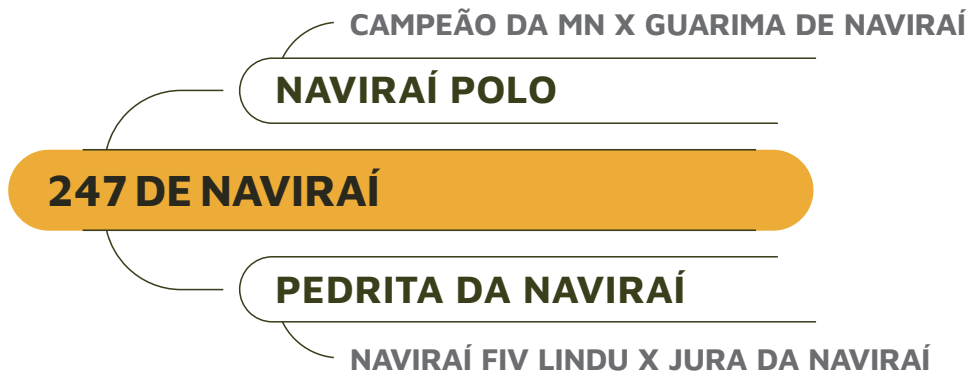 CAMPEÃO DA MN X GUARIMA DE NAVIRAÍ
NAVIRAÍ POLO
247 DE NAVIRAÍ
PEDRITA DA NAVIRAÍ
NAVIRAÍ FIV LINDU X JURA DA NAVIRAÍ